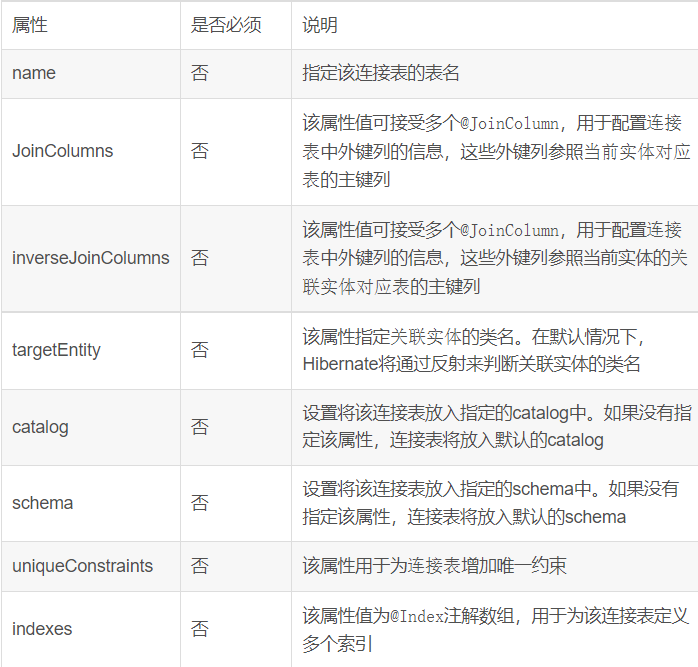 属性 是否必须 说明
name 否 指定该连接表的表名
JoinColumns 否 该属性值可接受多个@JoinColumn，用于配置连接
表中外键列的信息，这些外键列参照当前实体对应
表的主键列
inverseJoinColumns 否 该属性值可接受多个@JoinColumn，用于配置连接
表中外键列的信息，这些外键列参照当前实体的关
联实体对应表的主键列
targetEntity 否 该属性指定关联实体的类名。在默认情况下，
Hibernate将通过反射来判断关联实体的类名
catalog 否 设置将该连接表放入指定的catalog中。如果没有指
定该属性，连接表将放入默认的catalog
schema 否 设置将该连接表放入指定的schema中。如果没有
指定该属性，连接表将放入默认的schema
uniqueConstraints 否 该属性用于为连接表增加唯一约束
indexes 否 该属性值为@Index注解数组，用于为该连接表定义
多个索引